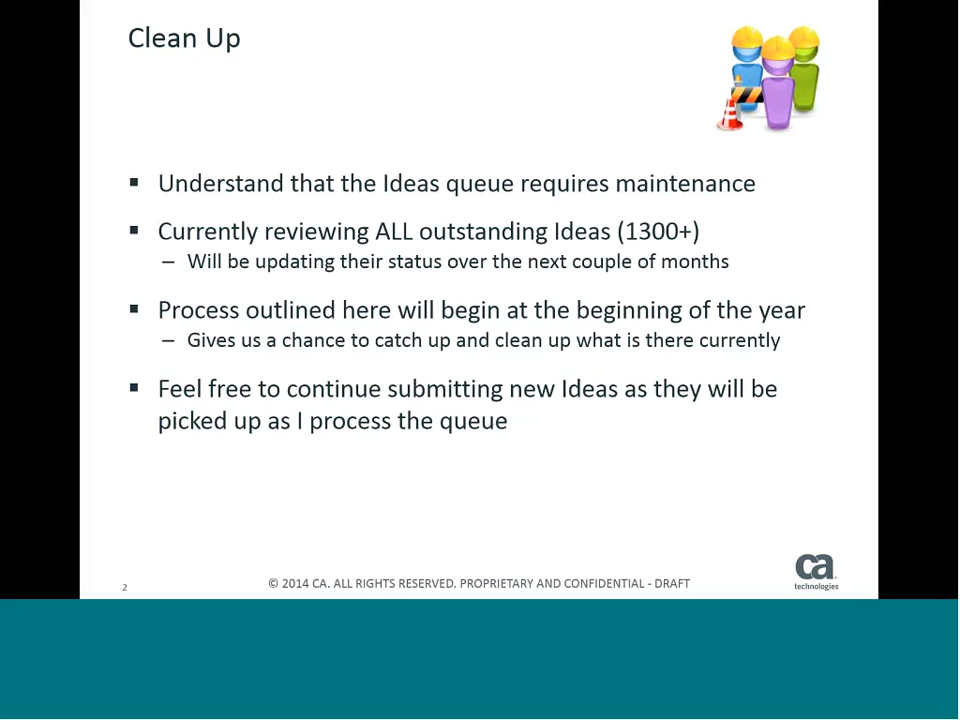 Clean Up
▪ Understand that the Ideas queue requires maintenance
▪ Currently reviewing ALL outstanding Ideas (1300+)
– Will be updating their status over the next couple of months
▪ Process outlined here will begin at the beginning of the year
– Gives us a chance to catch up and clean up what is there currently
▪ Feel free to continue submitting new Ideas as they will be
picked up as I process the queue
2
© 2014 CA. ALL RIGHTS RESERVED. PROPRIETARY AND CONFIDENTIAL - DRAFT
ca
technologies